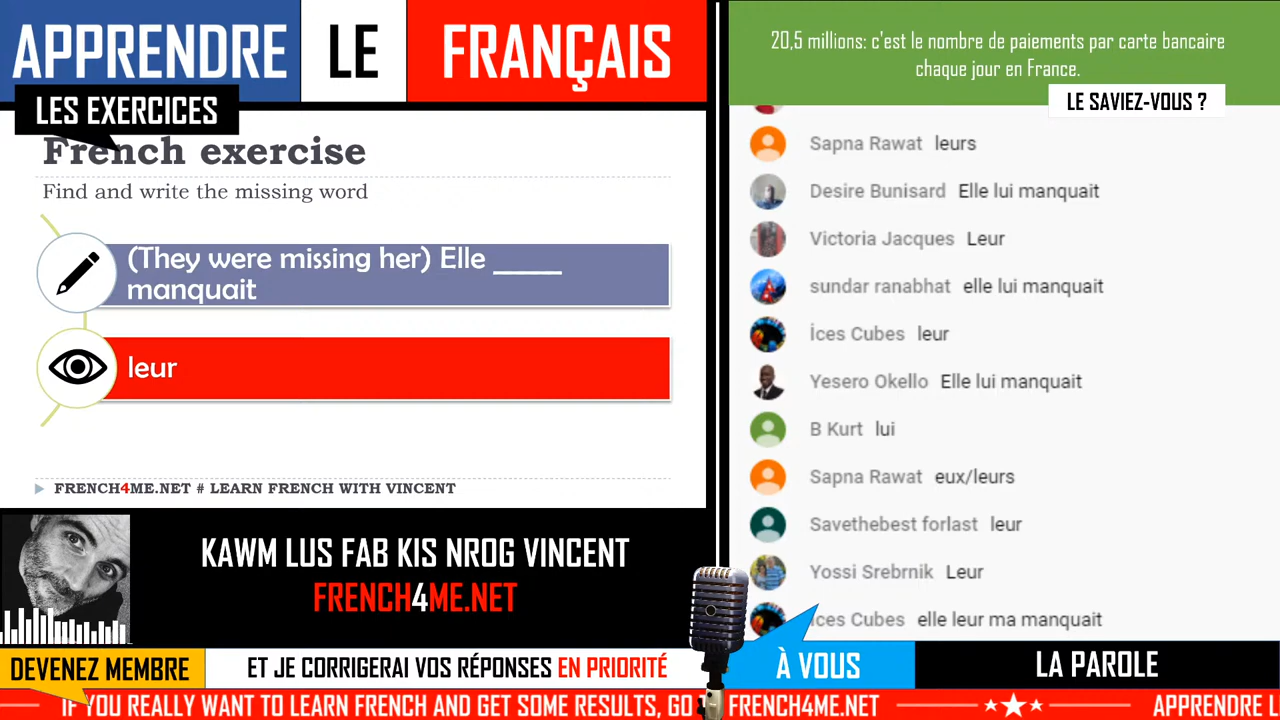 APPRENDRE LE FRANÇAIS
LES EXERCICES
French exercise
Find and write the missing word
(They were missing her) Elle _____
manquait
leur
FRENCH4ME.NET # LEARN FRENCH WITH VINCENT
KAWM LUS FAB KIS NROG VINCENT
FRENCH4ME.NET
DEVENEZ MEMBRE
ET JE CORRIGERAI VOS RÉPONSES EN PRIORITÉ
20,5 millions: c'est le nombre de paiements par carte bancaire
chaque jour en France.
LE SAVIEZ-VOUS ?
Sapna Rawat leurs
Desire Bunisard Elle lui manquait
Victoria Jacques Leur
sundar ranabhat elle lui manquait
İces Cubes leur
Yesero Okello Elle lui manquait
B Kurt lui
Sapna Rawat eux/leurs
Savethebest forlast leur
Yossi Srebrnik Leur
İces Cubes elle leur ma manquait
À VOUS
LA PAROLE
IF YOU REALLY WANT TO LEARN FRENCH AND GET SOME RESULTS, GO FRENCH4ME.NET APPRENDRE L